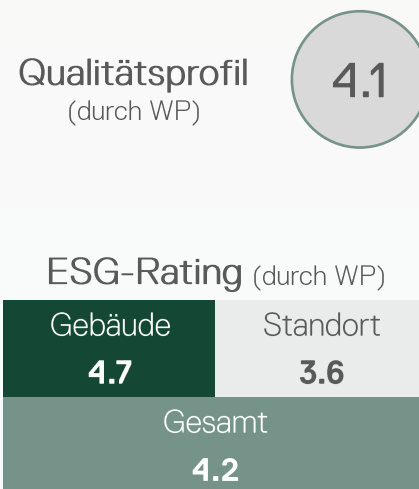 Qualitätsprofil
(durch WP)
4.1
ESG-Rating (durch WP)
Gebäude
4.7
Standort
3.6
Gesamt
4.2